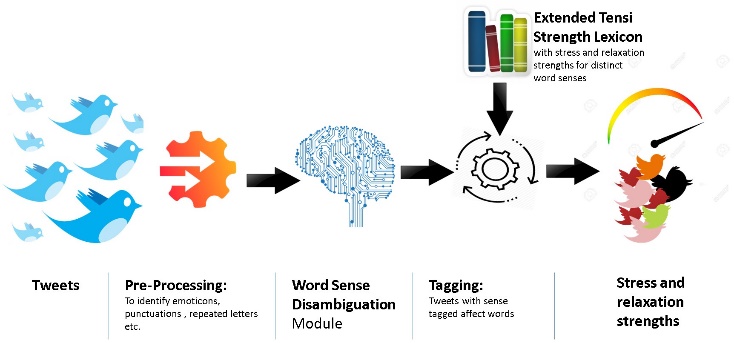 Extended Tensi
Strength Lexicon
with stress and relaxation
strengths for distinct
word senses
Tweets
Pre-Processing:
To identify emoticons,
punctuations , repeated letters
etc.
Word Sense
Disambiguation
Module
Tagging:
Tweets with sense
tagged affect words
Stress and
relaxation
strengths